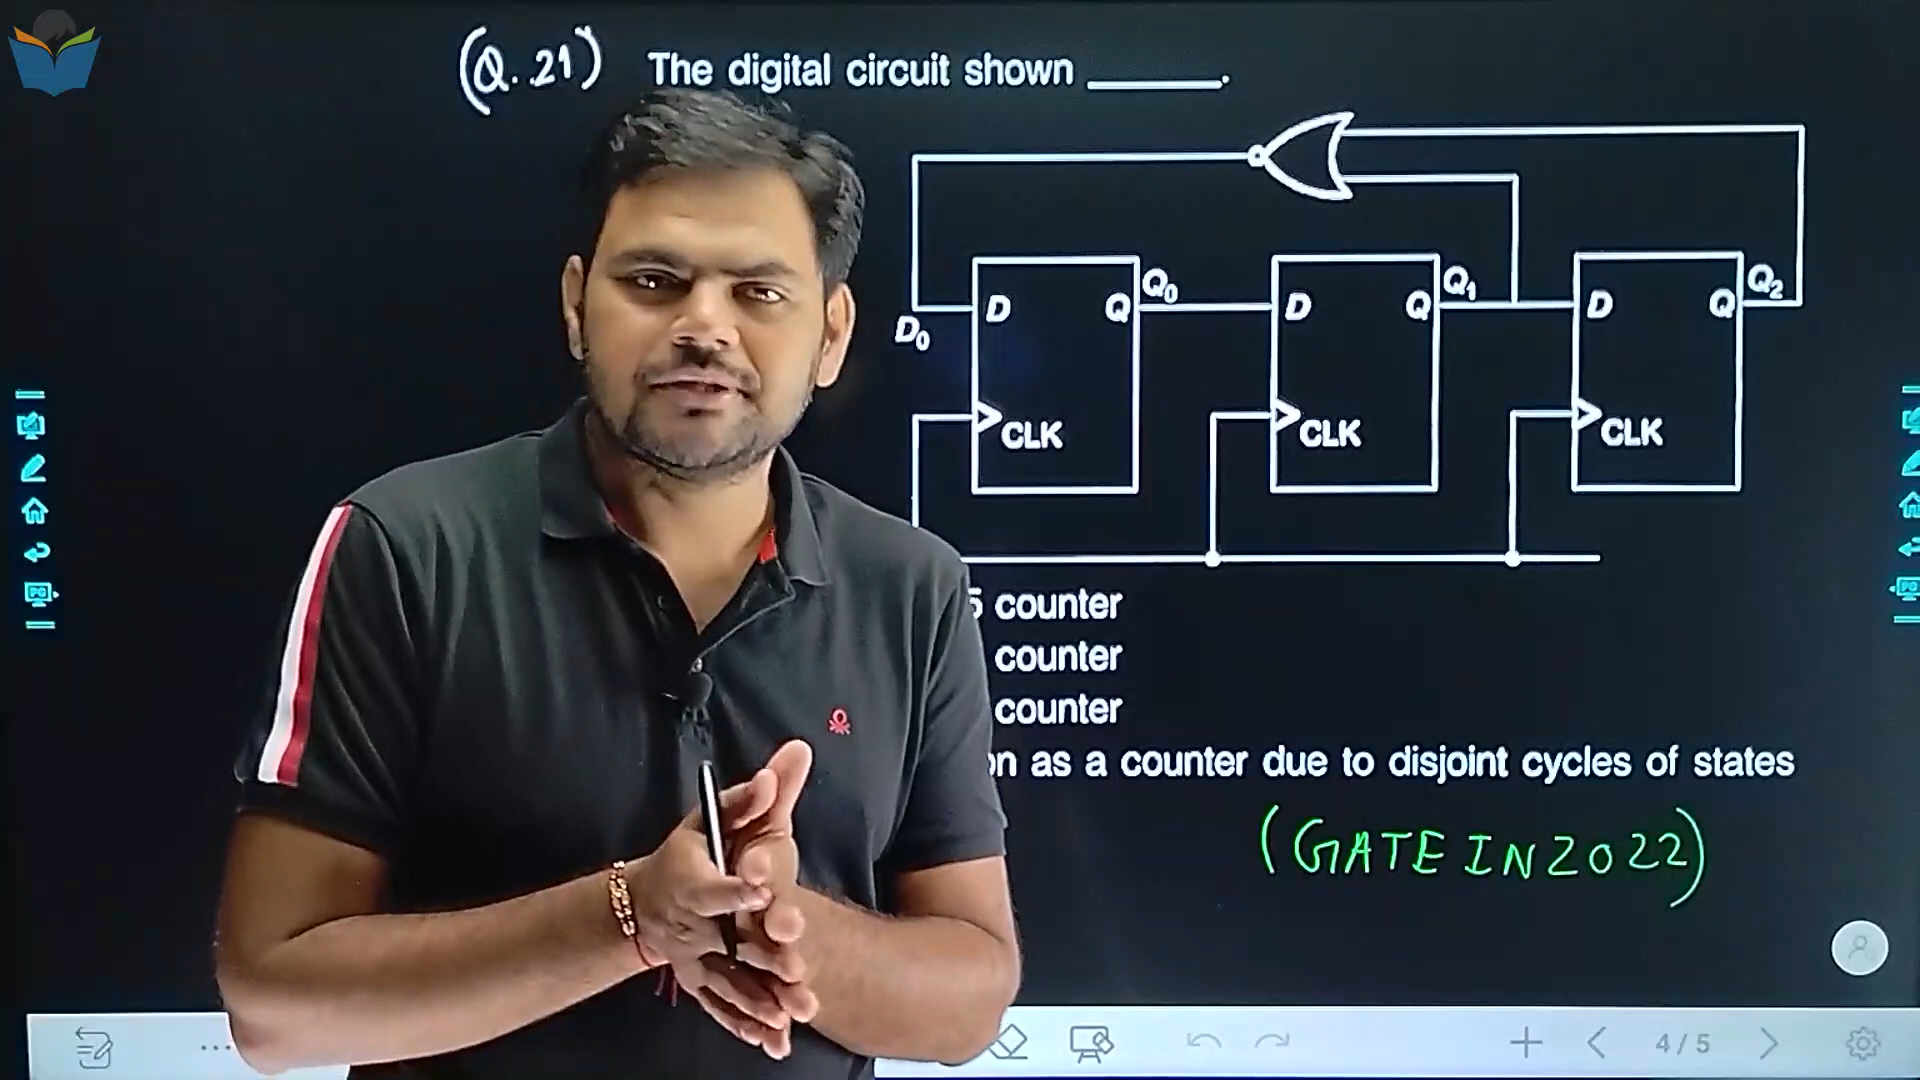 (Q. .21) The digital circuit shown ______.
Q0 Q1 Q2
D Q D Q D Q
D0
CLK CLK CLK
5 counter
counter
counter
as a counter due to disjoint cycles of states
(GATE IN 2022)
4 / 5